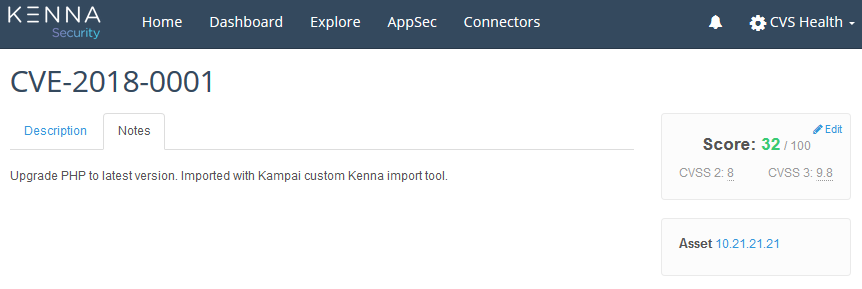 KENNA Security Home Dashboard Explore AppSec Connectors CVS Health
CVE-2018-0001
Description Notes
Upgrade PHP to latest version. Imported with Kampai custom Kenna import tool.
Edit
Score: 32 / 100
CVSS 2: 8 CVSS 3: 9.8
Asset 10.21.21.21